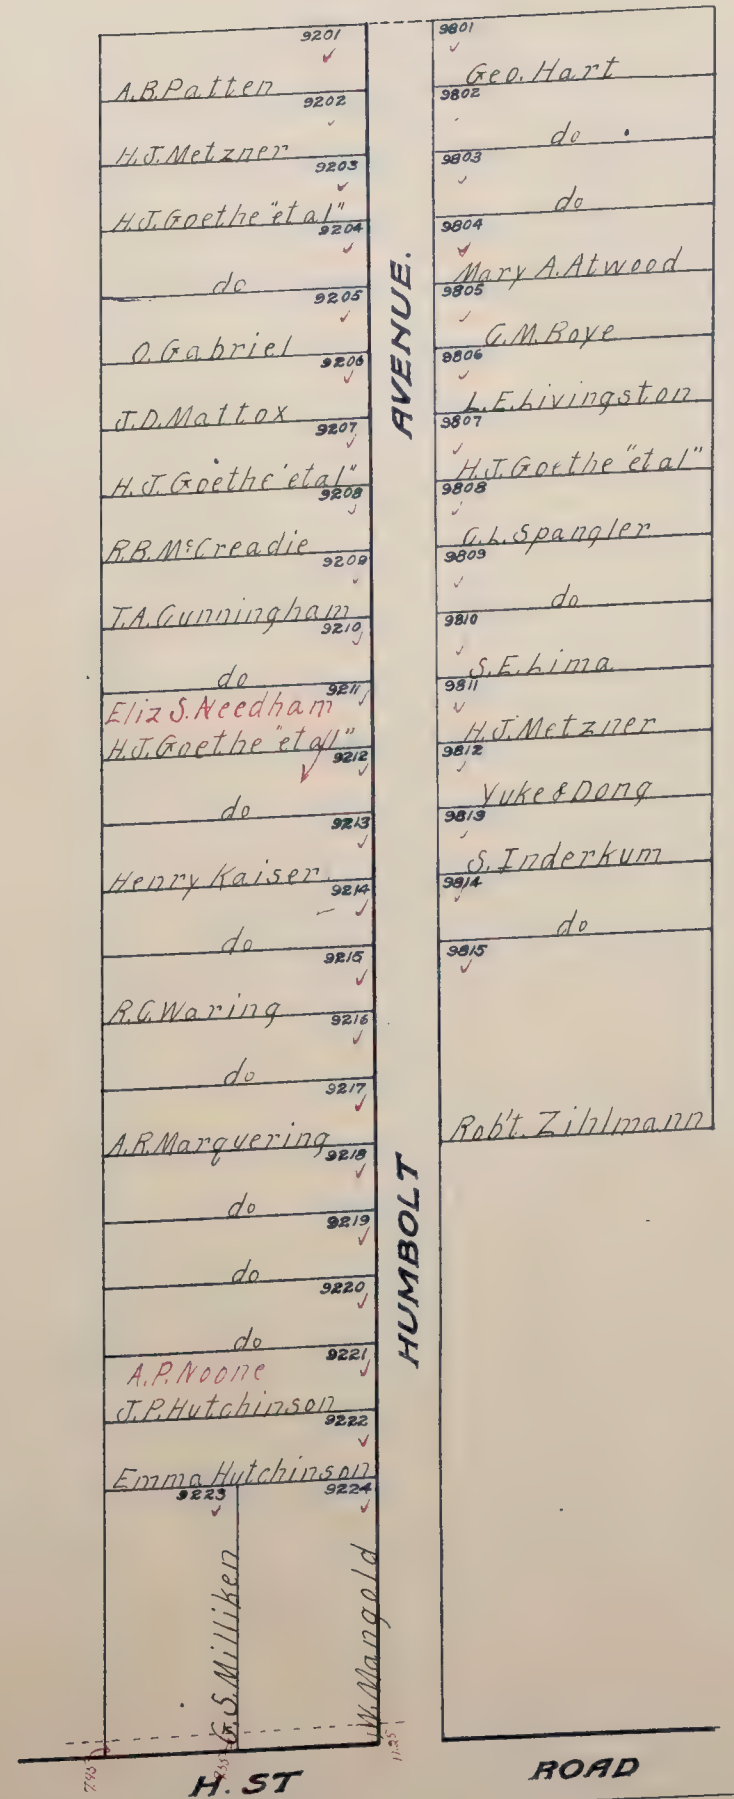 9201
A.B. Patten
9202
H.J. Metzner
9203
H.J. Goethe "et al"
9204
do
9205
O. Gabriel
9206
J.D. Mattox
9207
H.J. Goethe "et al"
9208
R.B. McCreadie
9209
T.A. Cunningham
9210
do
9211
Eliz S. Needham
H.J. Goethe "et al"
9212
do
9213
Henry Kaiser.
9214
do
9215
R.C. Waring
9216
do
9217
A.R. Marquering
9218
do
9219
do
9220
do
9221
A.P. Noone
J.P. Hutchinson
9222
Emma Hutchinson
9223
G.S. Milliken
9224
W. Mangold
HUMBOLT AVENUE.
9801
Geo. Hart
9802
do
9803
do
9804
Mary A. Atwood
9805
C.M. Boye
9806
L.E. Livingston
9807
H.J. Goethe "et al"
9808
C.L. Spangler
9809
do
9810
S.E. Lima
9811
H.J. Metzner
9812
Yuke & Dong
9813
S. Inderkum
9814
do
9815
Rob't. Zihlmann
11.25
H. ST
ROAD